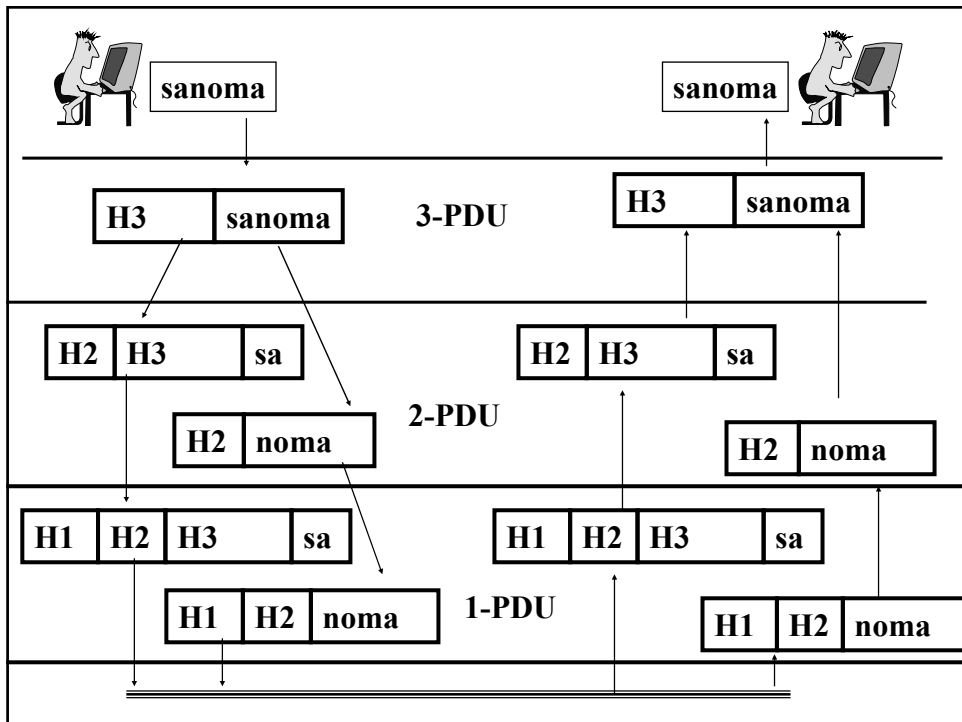 sanoma sanoma
H3 sanoma 3-PDU H3 sanoma
H2 H3 sa H2 H3 sa
H2 noma 2-PDU H2 noma
H1 H2 H3 sa H1 H2 H3 sa
H1 H2 noma 1-PDU H1 H2 noma